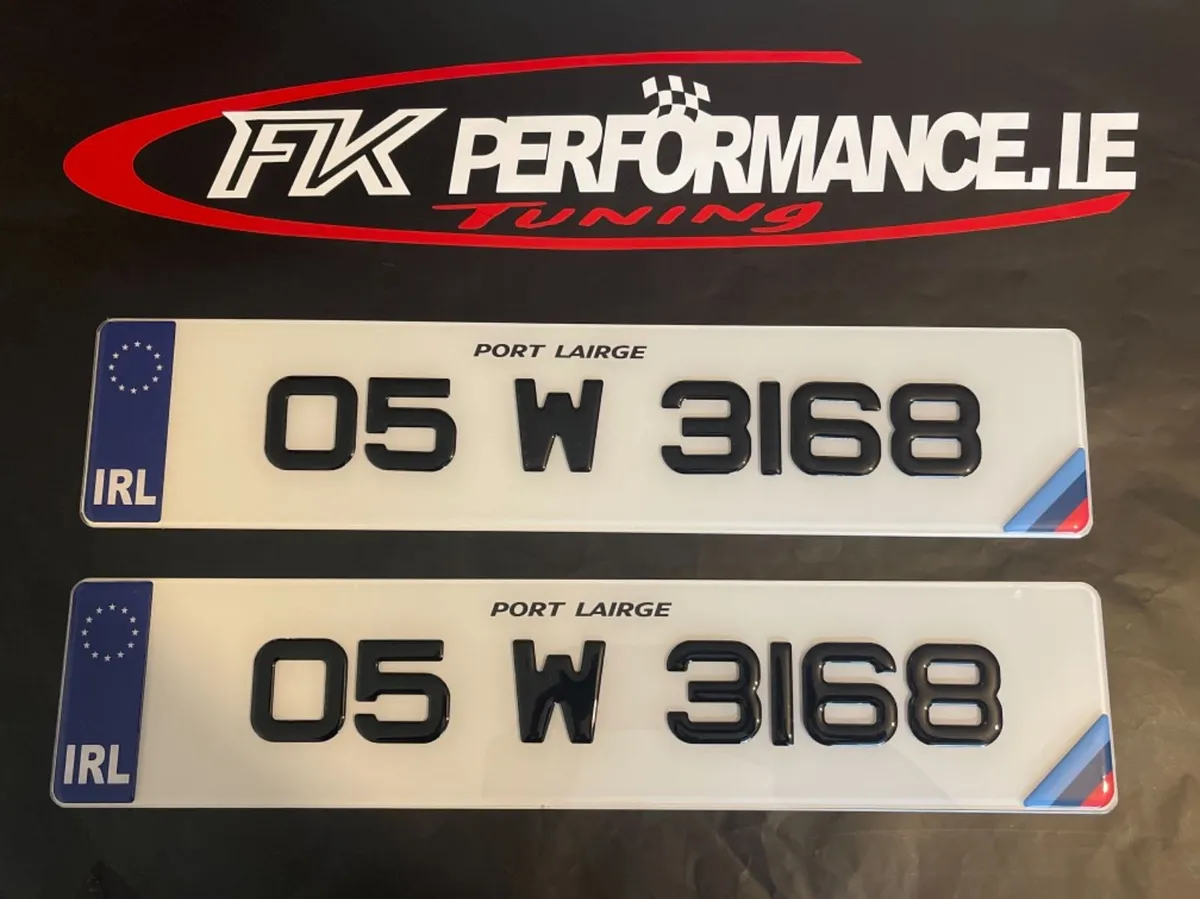 FK PERFORMANCE.IE
TUNING
PORT LAIRGE
05 W 3168
IRL
PORT LAIRGE
05 W 3168
IRL